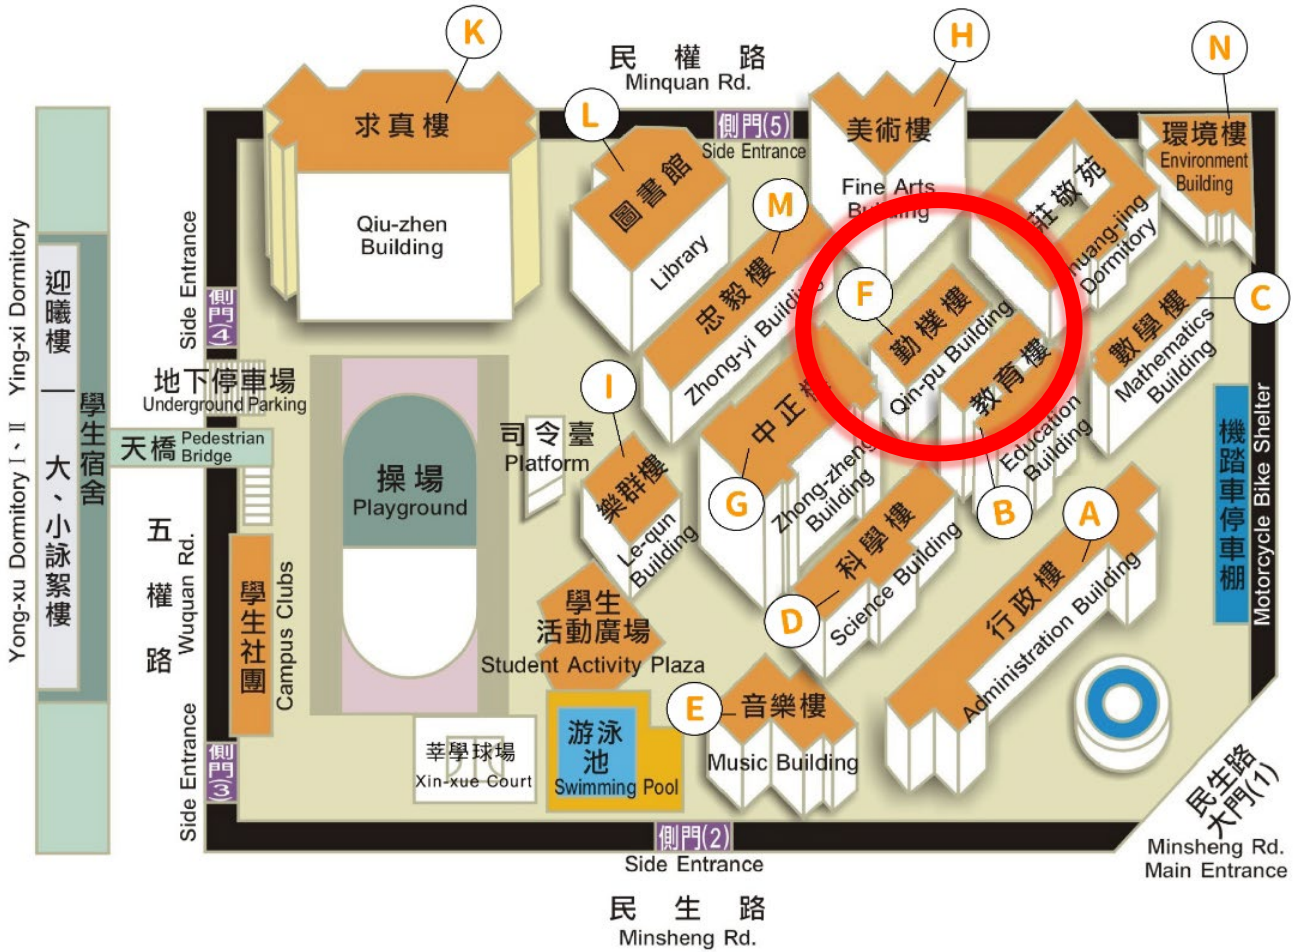 K
H
N
民權路
Minquan Rd.
求真樓
Qiu-zhen
Building
L
圖書館
Library
側門(5)
Side Entrance
美術樓
Fine Arts
Building
莊敬苑
huang-jing
Dormitory
環境樓
Environment
Building
M
忠毅樓
Zhong-yi Building
F
勤樸樓
Qin-pu Building
教育樓
Education
Building
B
C
數學樓
Mathematics
Building
Ying-xi Dormitory
迎曦樓
Yong-xu Dormitory I、II
大、小詠絮樓
學生宿舍
Side Entrance
側門(4)
地下停車場
Underground Parking
天橋
Pedestrian
Bridge
五權路
Wuquan Rd.
操場
Playground
司令臺
Platform
I
樂群樓
Le-qun
Building
中正樓
G
Zhong-zheng
Building
D
科學樓
Science Building
A
行政樓
Administration Building
機踏車停車棚
Motorcycle Bike Shelter
學生社團
Campus Clubs
學生
活動廣場
Student Activity Plaza
Side Entrance
側門(3)
莘學球場
Xin-xue Court
游泳
池
Swimming Pool
E
音樂樓
Music Building
側門(2)
Side Entrance
民生路
大門(1)
Minsheng Rd.
Main Entrance
民生路
Minsheng Rd.